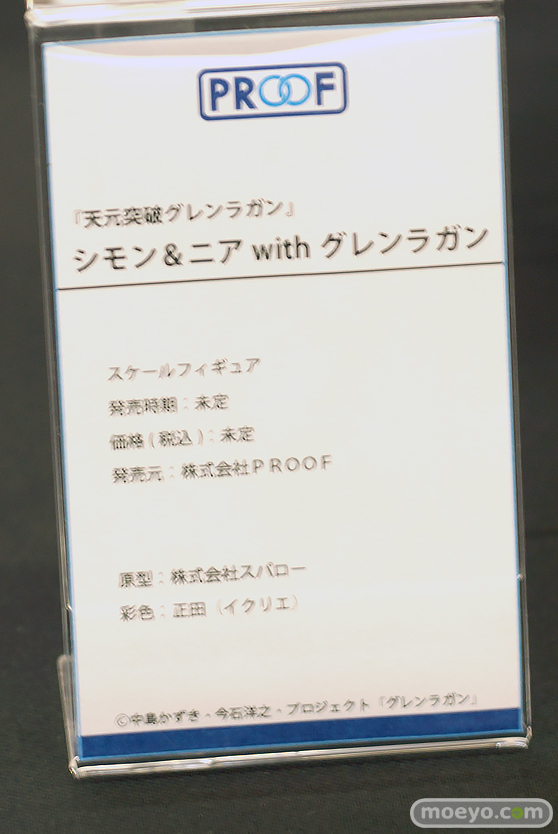 PROOF
『天元突破グレンラガン』
シモン＆ニア with グレンラガン
スケールフィギュア
発売時期：未定
価格(税込)：未定
発売元：株式会社ＰＲＯＯＦ
原型：株式会社スパロー
彩色：正田（イクリエ）
©中島かずき・今石洋之・プロジェクト「グレンラガン」
moeyo.com